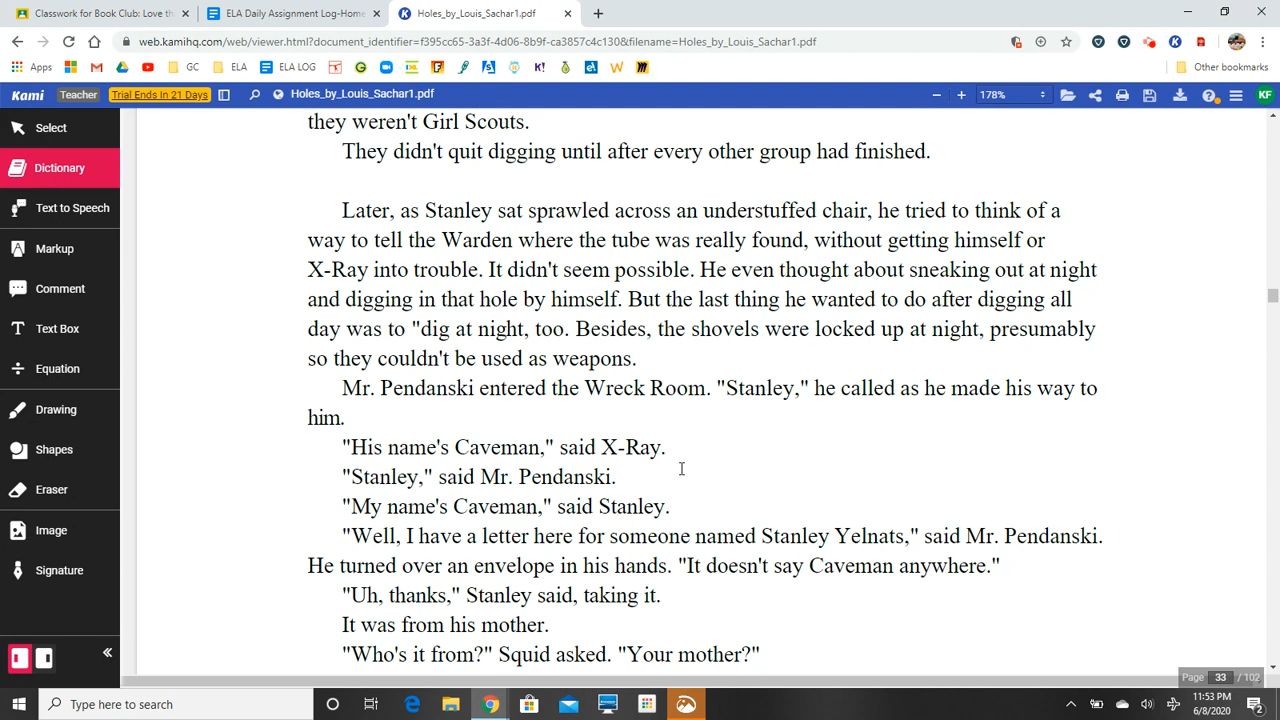 Classwork for Book Club: Love th
ELA Daily Assignment Log-Home
Holes_by_Louis_Sachar1.pdf
web.kamihq.com/web/viewer.html?document_identifier=f395cc65-3a3f-4d06-8b9f-ca3857c4c130&filename=Holes_by_Louis_Sachar1.pdf
Apps GC ELA ELA LOG K! Other bookmarks
Kami Teacher Trial Ends In 21 Days Holes_by_Louis_Sachar1.pdf 178% KF
Select
Dictionary
Text to Speech
Markup
Comment
Text Box
Equation
Drawing
Shapes
Eraser
Image
Signature
they weren't Girl Scouts.
They didn't quit digging until after every other group had finished.
Later, as Stanley sat sprawled across an understuffed chair, he tried to think of a
way to tell the Warden where the tube was really found, without getting himself or
X-Ray into trouble. It didn't seem possible. He even thought about sneaking out at night
and digging in that hole by himself. But the last thing he wanted to do after digging all
day was to "dig at night, too. Besides, the shovels were locked up at night, presumably
so they couldn't be used as weapons.
Mr. Pendanski entered the Wreck Room. "Stanley," he called as he made his way to
him.
"His name's Caveman," said X-Ray.
"Stanley," said Mr. Pendanski.
"My name's Caveman," said Stanley.
"Well, I have a letter here for someone named Stanley Yelnats," said Mr. Pendanski.
He turned over an envelope in his hands. "It doesn't say Caveman anywhere."
"Uh, thanks," Stanley said, taking it.
It was from his mother.
"Who's it from?" Squid asked. "Your mother?"
Page 33 / 102
Type here to search
11:53 PM
6/8/2020
2